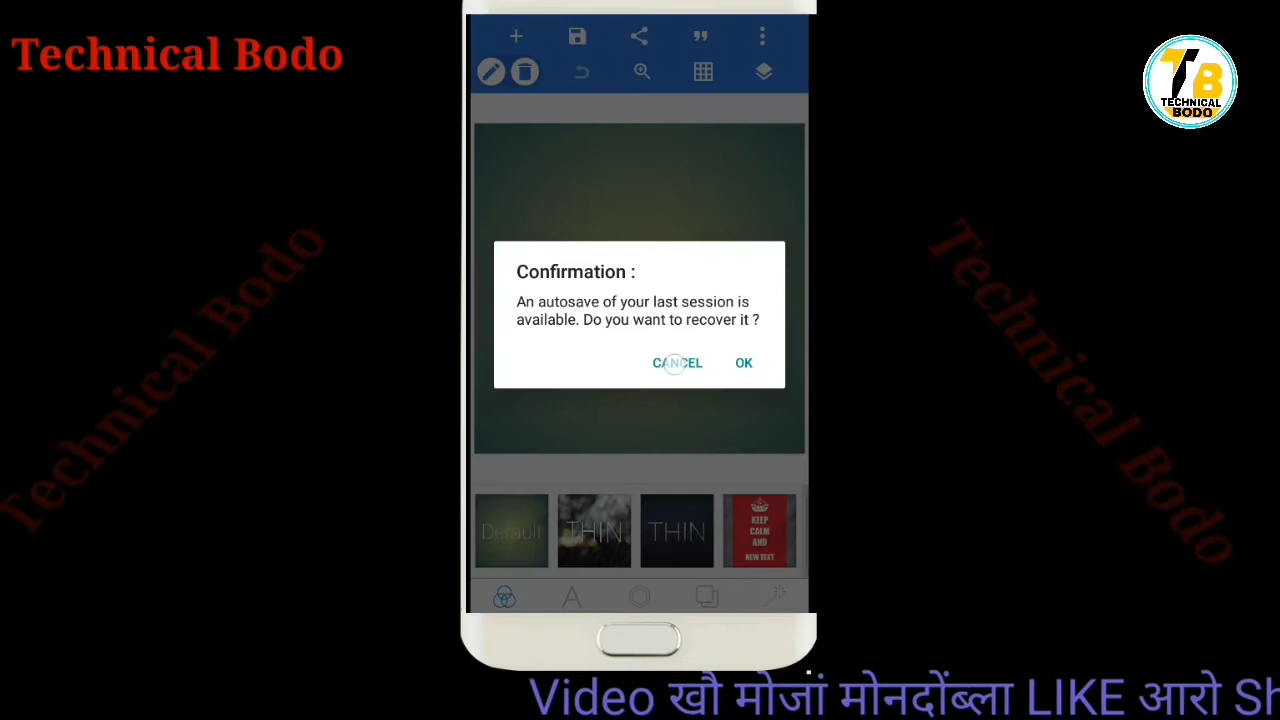 Technical Bodo
TB
TECHNICAL
BODO
Confirmation :
An autosave of your last session is
available. Do you want to recover it ?
CANCEL
OK
Default
THIN
THIN
KEEP
CALM
AND
NEW TEXT
Technical Bodo
Technical Bodo
Video खौ मोजां मोनदोंब्ला LIKE आरो Sh